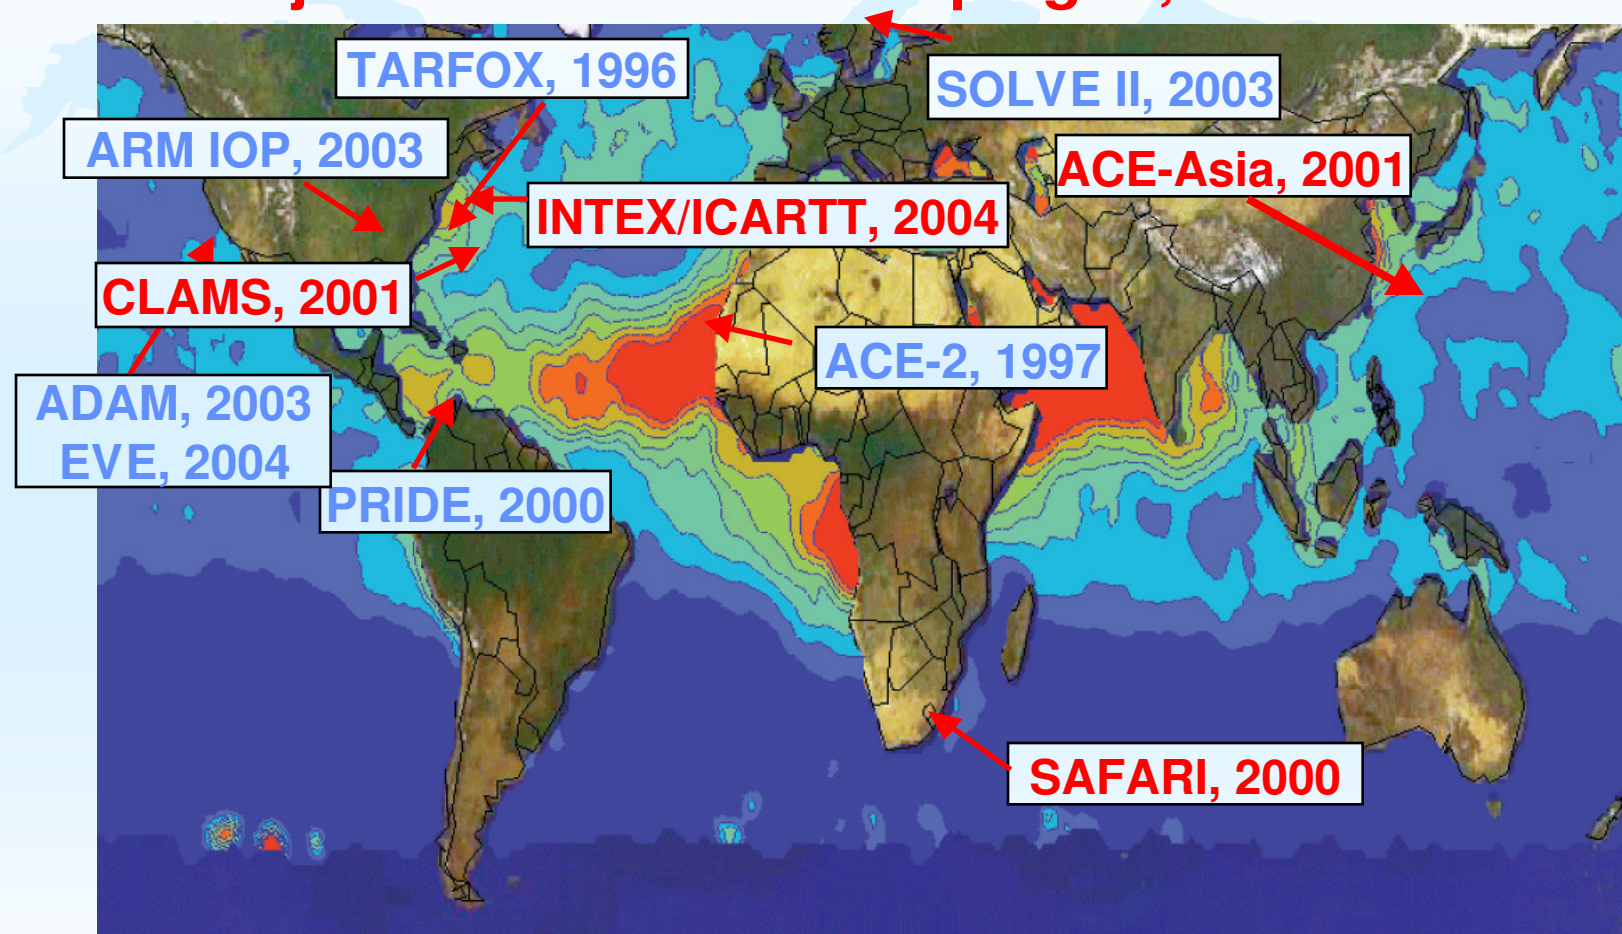 TARFOX, 1996
SOLVE II, 2003
ARM IOP, 2003
ACE-Asia, 2001
INTEX/ICARTT, 2004
CLAMS, 2001
ACE-2, 1997
ADAM, 2003
EVE, 2004
PRIDE, 2000
SAFARI, 2000